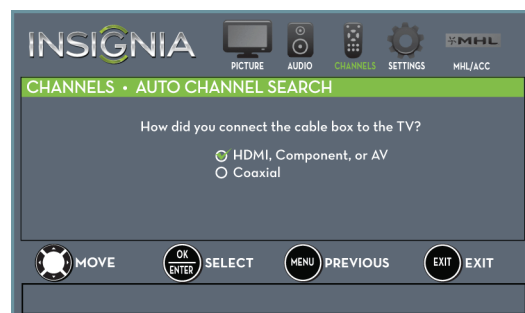 INSIGNIA
PICTURE AUDIO CHANNELS SETTINGS MHL MHL/ACC
CHANNELS • AUTO CHANNEL SEARCH
How did you connect the cable box to the TV?
HDMI, Component, or AV
Coaxial
MOVE OK ENTER SELECT MENU PREVIOUS EXIT EXIT